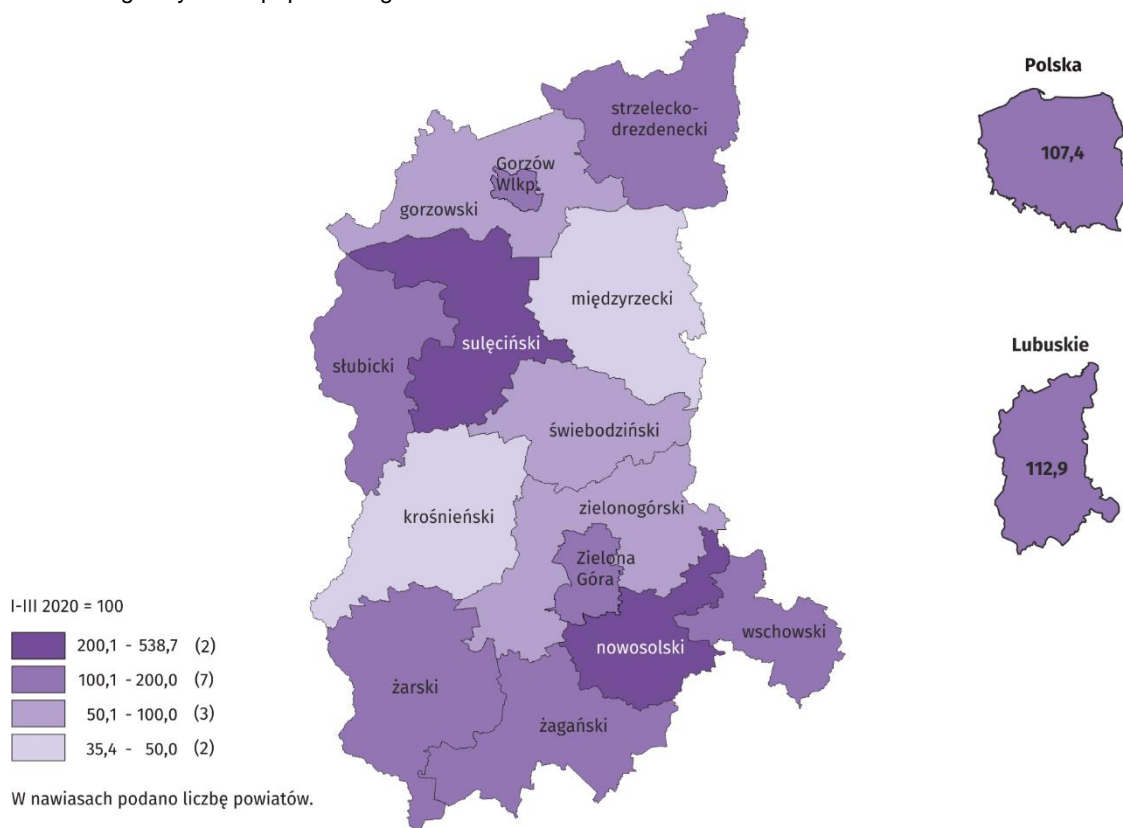 strzelecko-
drezdenecki
Gorzów
Wlkp.
gorzowski
międzyrzecki
sulęciński
słubicki
świebodziński
krośnieński
zielonogórski
Zielona
Góra
nowosolski
wschowski
żarski
żagański
Polska
107,4
Lubuskie
112,9
I-III 2020 = 100
200,1 - 538,7 (2)
100,1 - 200,0 (7)
50,1 - 100,0 (3)
35,4 - 50,0 (2)
W nawiasach podano liczbę powiatów.